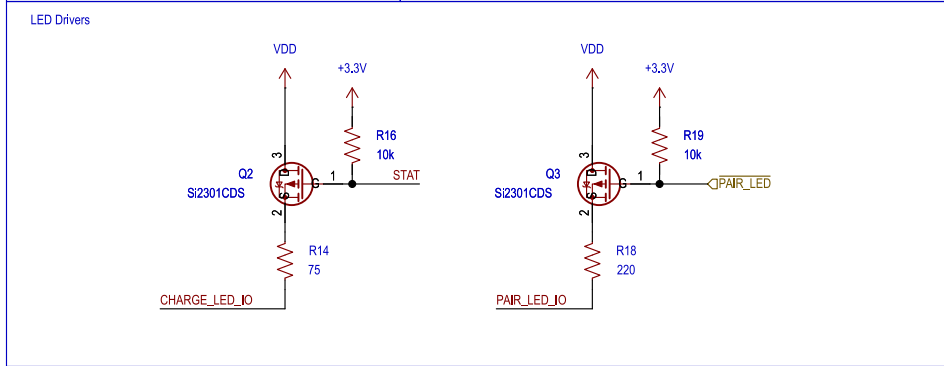 LED Drivers
VDD
+3.3V
R16
10k
3
Q2
Si2301CDS
D
G
S
1
STAT
2
R14
75
CHARGE_LED_IO
VDD
+3.3V
R19
10k
3
Q3
Si2301CDS
D
G
S
1
PAIR_LED
2
R18
220
PAIR_LED_IO